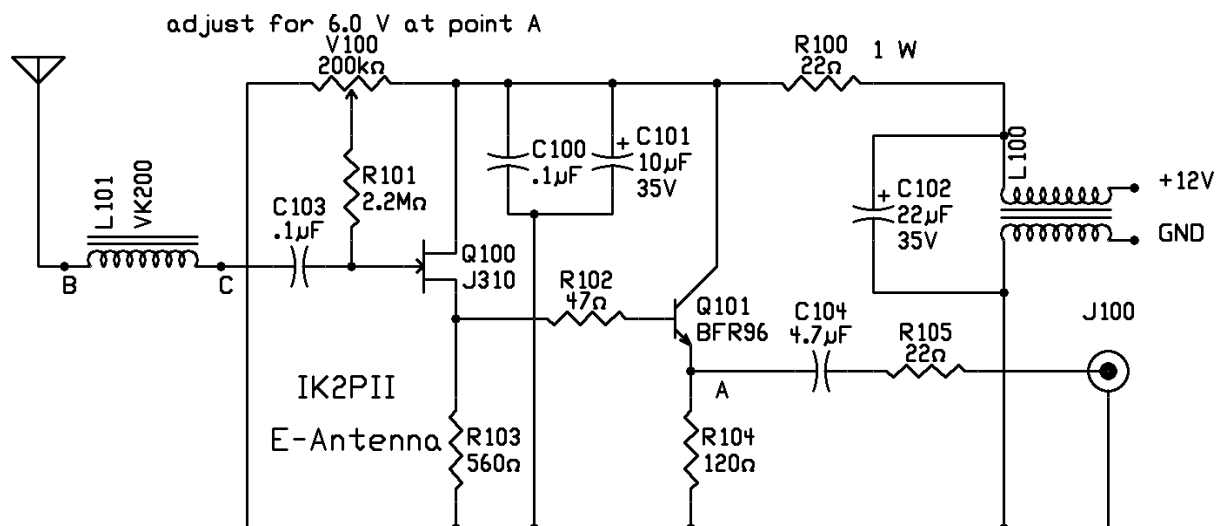 adjust for 6.0 V at point A
V100
200kΩ
R100
22Ω
1 W
L101
VK200
R101
2.2MΩ
C103
.1µF
C100
.1µF
+
C101
10µF
35V
L100
+
C102
22µF
35V
+12V
GND
B
C
Q100
J310
R102
47Ω
Q101
BFR96
C104
4.7µF
R105
22Ω
J100
A
IK2PII
E-Antenna
R103
560Ω
R104
120Ω